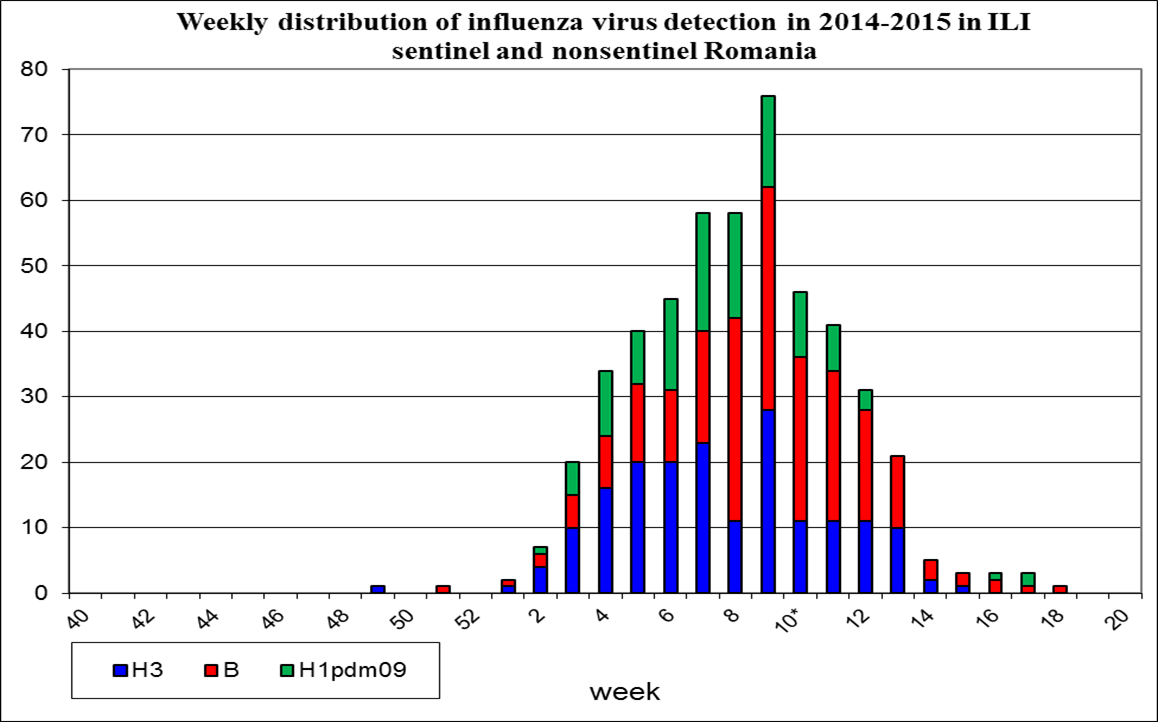 Weekly distribution of influenza virus detection in 2014-2015 in ILI
sentinel and nonsentinel Romania
80
70
60
50
40
30
20
10
0
40 42 44 46 48 50 52 2 4 6 8 10* 12 14 16 18 20
H3 B H1pdm09
week